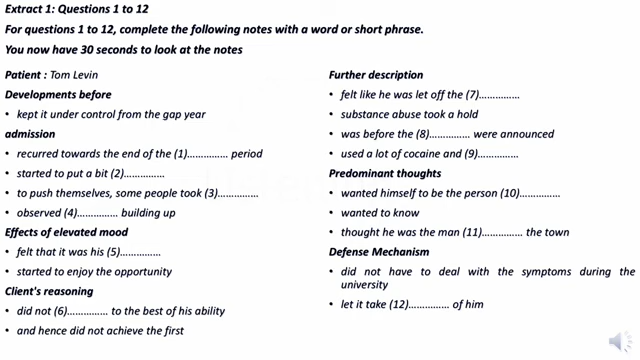 Extract 1: Questions 1 to 12
For questions 1 to 12, complete the following notes with a word or short phrase.
You now have 30 seconds to look at the notes
Patient : Tom Levin
Developments before
• kept it under control from the gap year
admission
• recurred towards the end of the (1)…………… period
• started to put a bit (2)……………
• to push themselves, some people took (3)……………
• observed (4)…………… building up
Effects of elevated mood
• felt that it was his (5)……………
• started to enjoy the opportunity
Client's reasoning
• did not (6)…………… to the best of his ability
• and hence did not achieve the first
Further description
• felt like he was let off the (7)……………
• substance abuse took a hold
• was before the (8)…………… were announced
• used a lot of cocaine and (9)……………
Predominant thoughts
• wanted himself to be the person (10)……………
• wanted to know
• thought he was the man (11)…………… the town
Defense Mechanism
• did not have to deal with the symptoms during the
university
• let it take (12)…………… of him